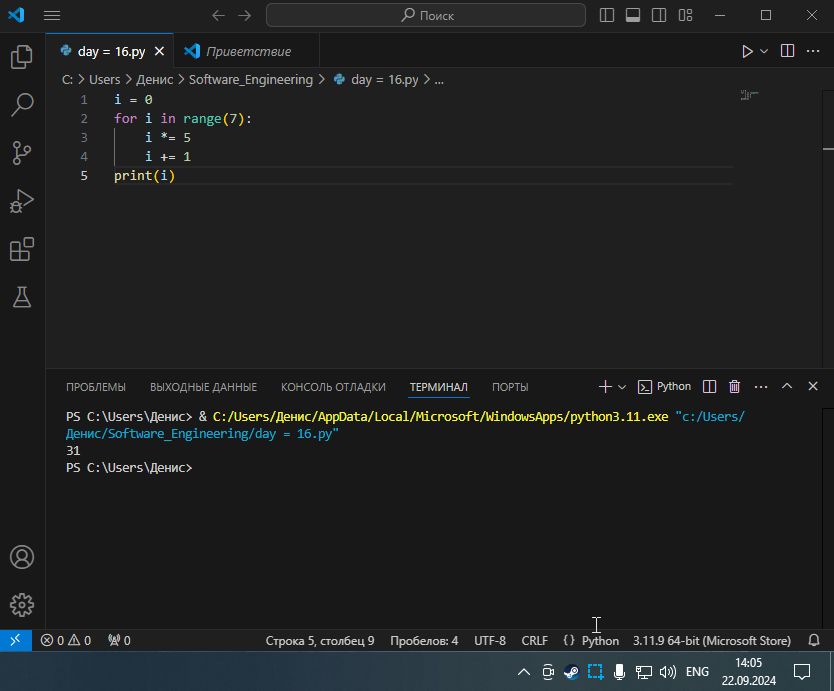 Поиск
day = 16.py
Приветствие
C: > Users > Денис > Software_Engineering > day = 16.py > ...
1 i = 0
2 for i in range(7):
3     i *= 5
4     i += 1
5 print(i)
ПРОБЛЕМЫ ВЫХОДНЫЕ ДАННЫЕ КОНСОЛЬ ОТЛАДКИ ТЕРМИНАЛ ПОРТЫ Python
PS C:\Users\Денис> & C:/Users/Денис/AppData/Local/Microsoft/WindowsApps/python3.11.exe "c:/Users/
Денис/Software_Engineering/day = 16.py"
31
PS C:\Users\Денис>
0 0 0 Строка 5, столбец 9 Пробелов: 4 UTF-8 CRLF {} Python 3.11.9 64-bit (Microsoft Store)
ENG
14:05
22.09.2024